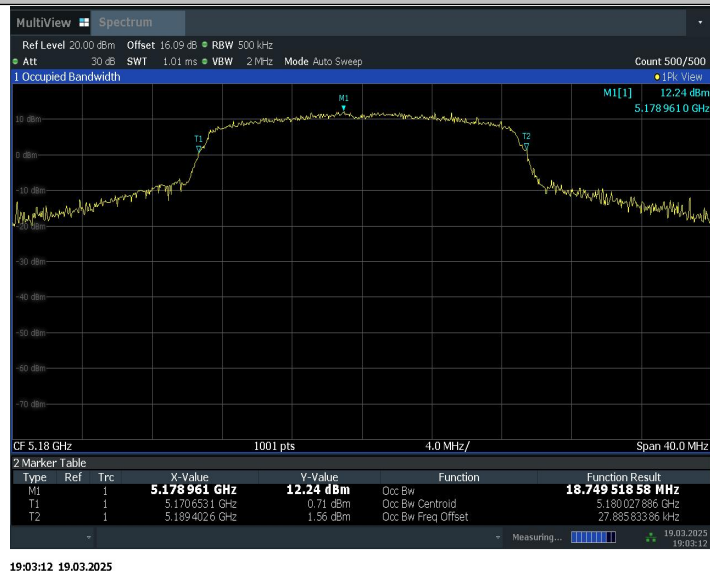 MultiView Spectrum
Ref Level 20.00 dBm Offset 16.09 dB RBW 500 kHz
Att 30 dB SWT 1.01 ms VBW 2 MHz Mode Auto Sweep Count 500/500
1 Occupied Bandwidth 1Pk View
M1[1] 12.24 dBm
5.178 961 0 GHz
M1
10 dBm
T1
T2
0 dBm
-10 dBm
-20 dBm
-30 dBm
-40 dBm
-50 dBm
-60 dBm
-70 dBm
CF 5.18 GHz 1001 pts 4.0 MHz/ Span 40.0 MHz
2 Marker Table
Type Ref Trc X-Value Y-Value Function Function Result
M1 1 5.178 961 GHz 12.24 dBm Occ Bw 18.749 518 58 MHz
T1 1 5.170 653 1 GHz 0.71 dBm Occ Bw Centroid 5.180 027 886 GHz
T2 1 5.189 402 6 GHz 1.56 dBm Occ Bw Freq Offset 27.885 833 86 kHz
Measuring... 19.03.2025
19:03:12
19:03:12 19.03.2025